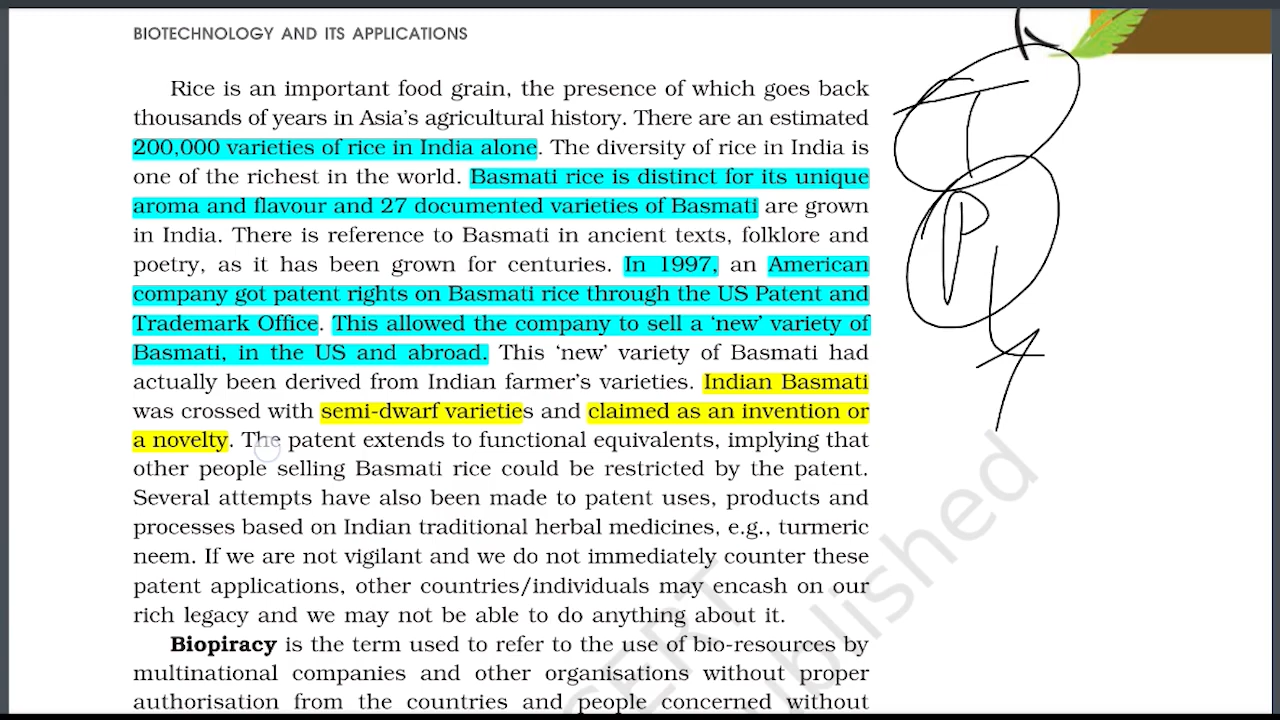 BIOTECHNOLOGY AND ITS APPLICATIONS
Rice is an important food grain, the presence of which goes back
thousands of years in Asia's agricultural history. There are an estimated
200,000 varieties of rice in India alone. The diversity of rice in India is
one of the richest in the world. Basmati rice is distinct for its unique
aroma and flavour and 27 documented varieties of Basmati are grown
in India. There is reference to Basmati in ancient texts, folklore and
poetry, as it has been grown for centuries. In 1997, an American
company got patent rights on Basmati rice through the US Patent and
Trademark Office. This allowed the company to sell a ‘new’ variety of
Basmati, in the US and abroad. This ‘new’ variety of Basmati had
actually been derived from Indian farmer’s varieties. Indian Basmati
was crossed with semi-dwarf varieties and claimed as an invention or
a novelty. The patent extends to functional equivalents, implying that
other people selling Basmati rice could be restricted by the patent.
Several attempts have also been made to patent uses, products and
processes based on Indian traditional herbal medicines, e.g., turmeric
neem. If we are not vigilant and we do not immediately counter these
patent applications, other countries/individuals may encash on our
rich legacy and we may not be able to do anything about it.
Biopiracy is the term used to refer to the use of bio-resources by
multinational companies and other organisations without proper
authorisation from the countries and people concerned without
T
P